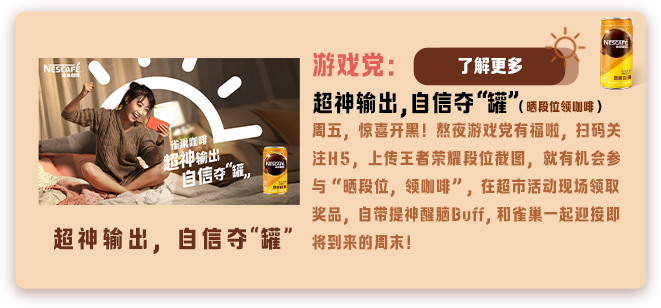 NESCAFÉ
雀巢咖啡
雀巢咖啡
超神输出
自信夺“罐”
NESCAFÉ
超神输出，自信夺“罐”
游戏党：
了解更多
NESCAFÉ
超神输出,自信夺“罐”（晒段位领咖啡）
周五，惊喜开黑！熬夜游戏党有福啦，扫码关
注H5，上传王者荣耀段位截图，就有机会参
与“晒段位，领咖啡”，在超市活动现场领取
奖品，自带提神醒脑Buff, 和雀巢一起迎接即
将到来的周末！